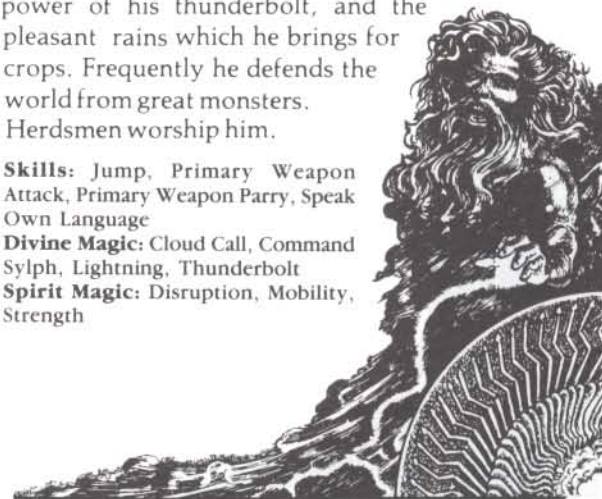 power of his thunderbolt, and the
pleasant rains which he brings for
crops. Frequently he defends the
world from great monsters.
Herdsmen worship him.
Skills: Jump, Primary Weapon
Attack, Primary Weapon Parry, Speak
Own Language
Divine Magic: Cloud Call, Command
Sylph, Lightning, Thunderbolt
Spirit Magic: Disruption, Mobility,
Strength